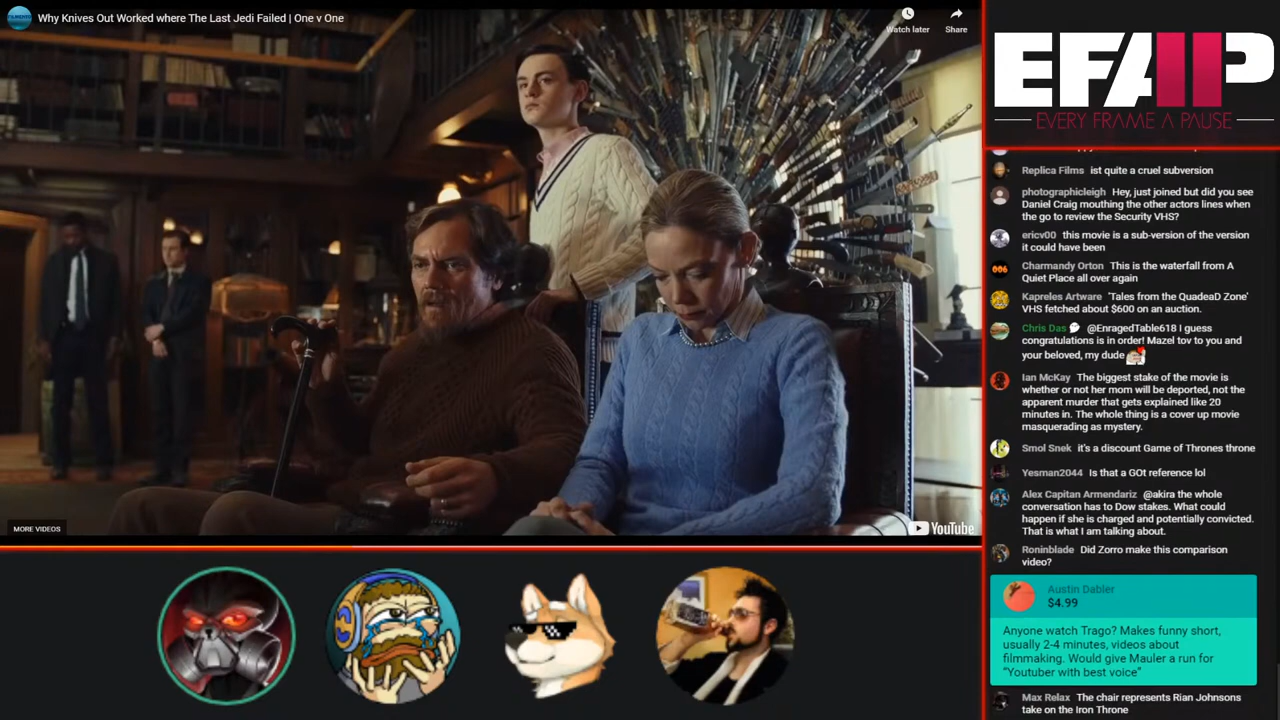 Why Knives Out Worked where The Last Jedi Failed | One v One
Watch later
Share
MORE VIDEOS
YouTube
EFAP
EVERY FRAME A PAUSE
Replica Films ist quite a cruel subversion
photographicleigh Hey, just joined but did you see
Daniel Craig mouthing the other actors lines when
the go to review the Security VHS?
ericv00 this movie is a sub-version of the version
it could have been
Charmandy Orton This is the waterfall from A
Quiet Place all over again
Kapreles Artware 'Tales from the QuadeaD Zone'
VHS fetched about $600 on an auction.
Chris Das @EnragedTable618 I guess
congratulations is in order! Mazel tov to you and
your beloved, my dude
Ian McKay The biggest stake of the movie is
whether or not her mom will be deported, not the
apparent murder that gets explained like 20
minutes in. The whole thing is a cover up movie
masquerading as mystery.
Smol Snek it's a discount Game of Thrones throne
Yesman2044 Is that a GOt reference lol
Alex Capitan Armendariz @akira the whole
conversation has to Dow stakes. What could
happen if she is charged and potentially convicted.
That is what I am talking about.
Roninblade Did Zorro make this comparison
video?
Austin Dabler
$4.99
Anyone watch Trago? Makes funny short,
usually 2-4 minutes, videos about
filmmaking. Would give Mauler a run for
"Youtuber with best voice"
Max Relax The chair represents Rian Johnsons
take on the Iron Throne